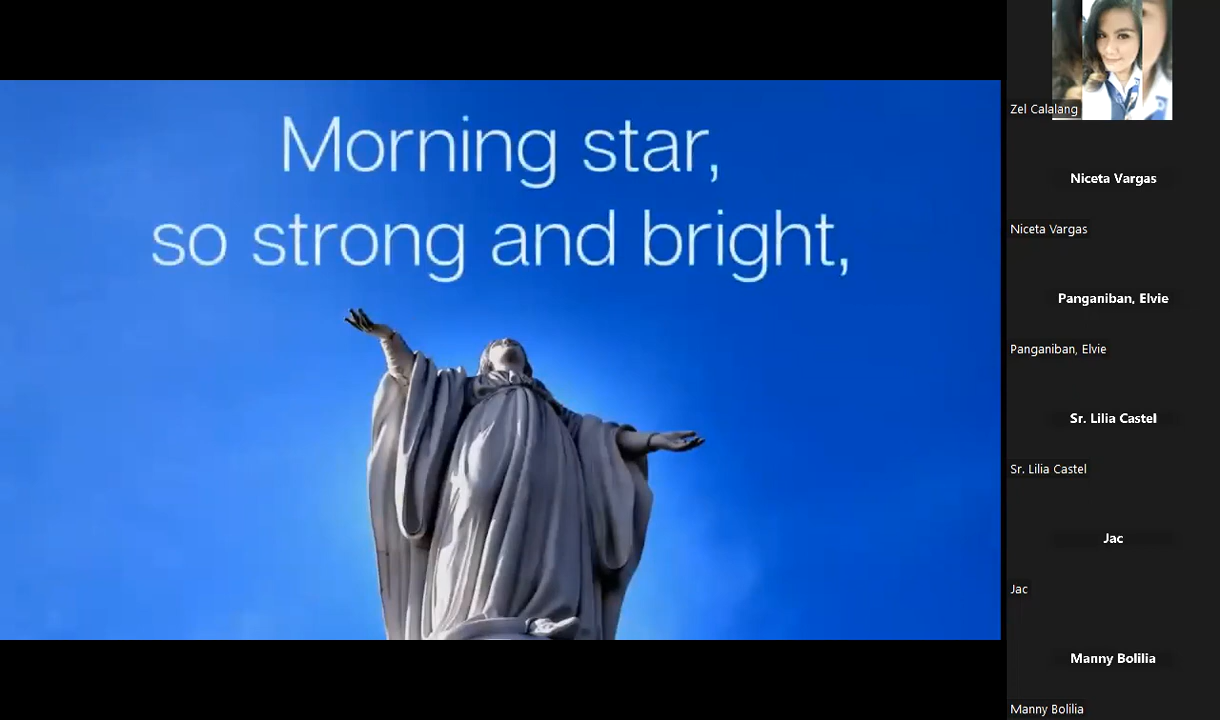 Morning star,
so strong and bright,
Zel Calalang
Niceta Vargas
Niceta Vargas
Panganiban, Elvie
Panganiban, Elvie
Sr. Lilia Castel
Sr. Lilia Castel
Jac
Jac
Manny Bolilia
Manny Bolilia